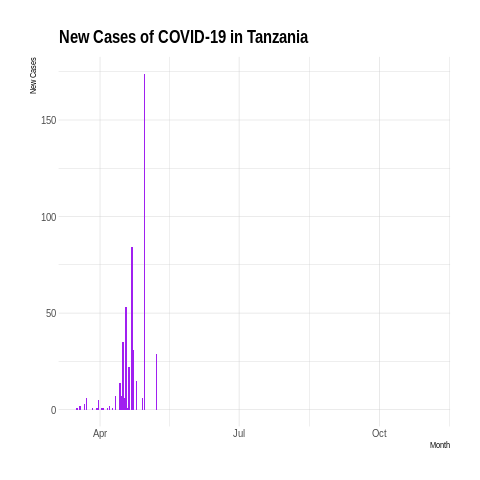 New Cases of COVID-19 in Tanzania
New Cases
150
100
50
0
Apr Jul Oct
Month